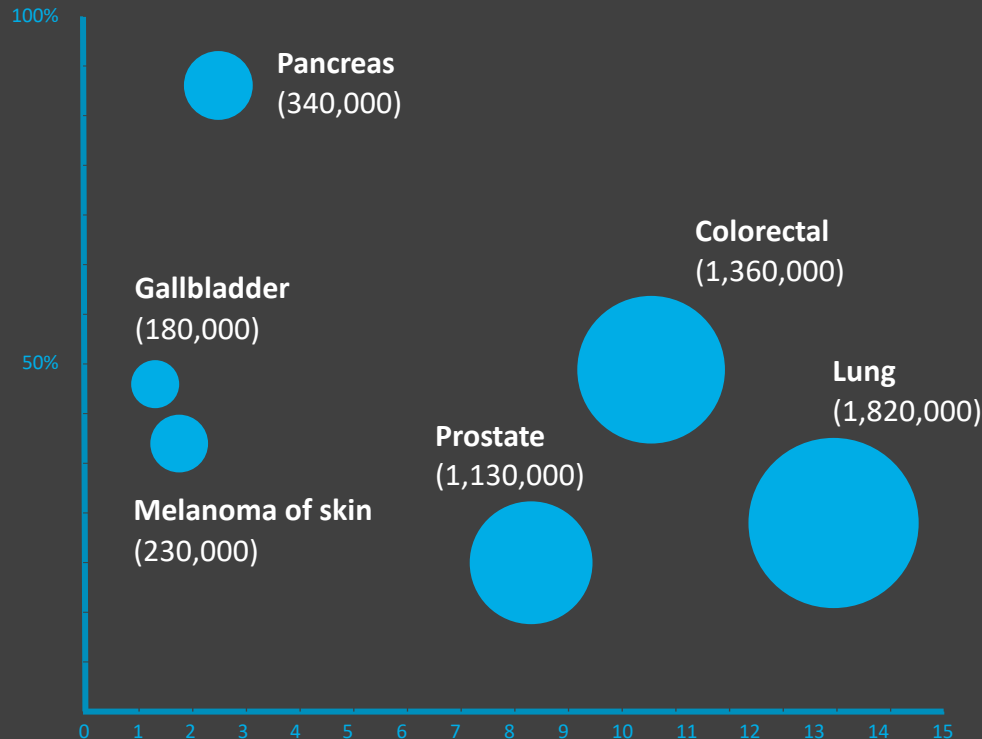 100%
Pancreas
(340,000)
Colorectal
(1,360,000)
Gallbladder
(180,000)
50%
Lung
(1,820,000)
Prostate
(1,130,000)
Melanoma of skin
(230,000)
0 1 2 3 4 5 6 7 8 9 10 11 12 13 14 15